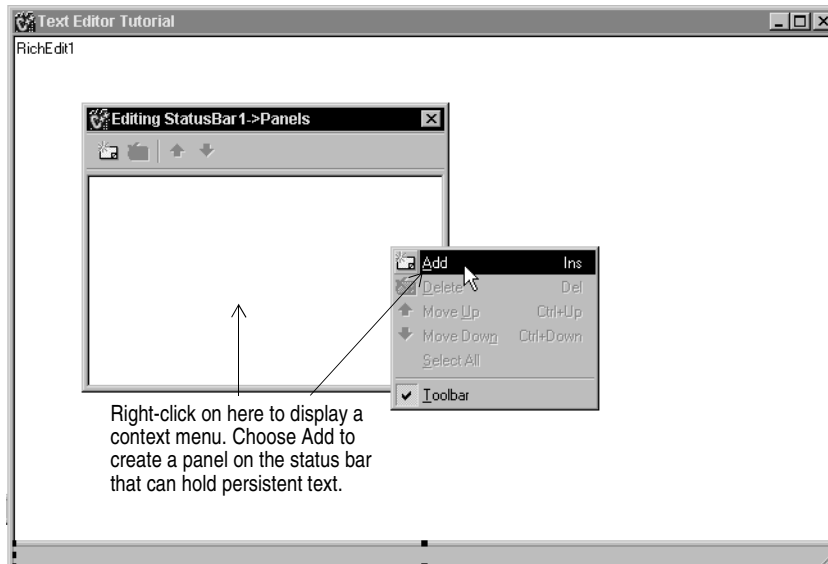 Text Editor Tutorial
RichEdit1
Editing StatusBar1->Panels
Add Ins
Delete Del
Move Up Ctrl+Up
Move Down Ctrl+Down
Select All
Toolbar
Right-click on here to display a
context menu. Choose Add to
create a panel on the status bar
that can hold persistent text.